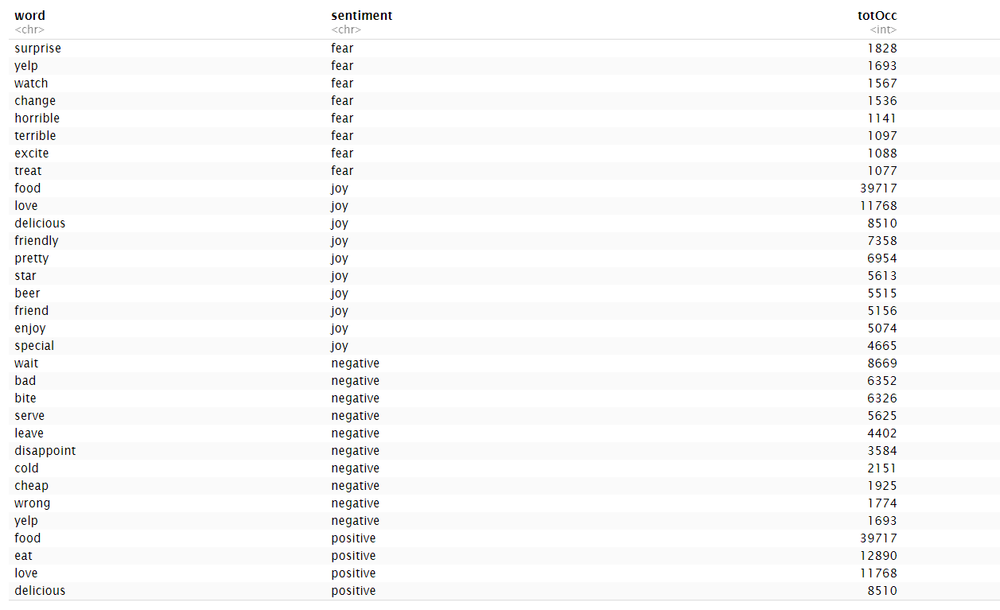 word sentiment totOcc
<chr> <chr> <int>
surprise fear 1828
yelp fear 1693
watch fear 1567
change fear 1536
horrible fear 1141
terrible fear 1097
excite fear 1088
treat fear 1077
food joy 39717
love joy 11768
delicious joy 8510
friendly joy 7358
pretty joy 6954
star joy 5613
beer joy 5515
friend joy 5156
enjoy joy 5074
special joy 4665
wait negative 8669
bad negative 6352
bite negative 6326
serve negative 5625
leave negative 4402
disappoint negative 3584
cold negative 2151
cheap negative 1925
wrong negative 1774
yelp negative 1693
food positive 39717
eat positive 12890
love positive 11768
delicious positive 8510